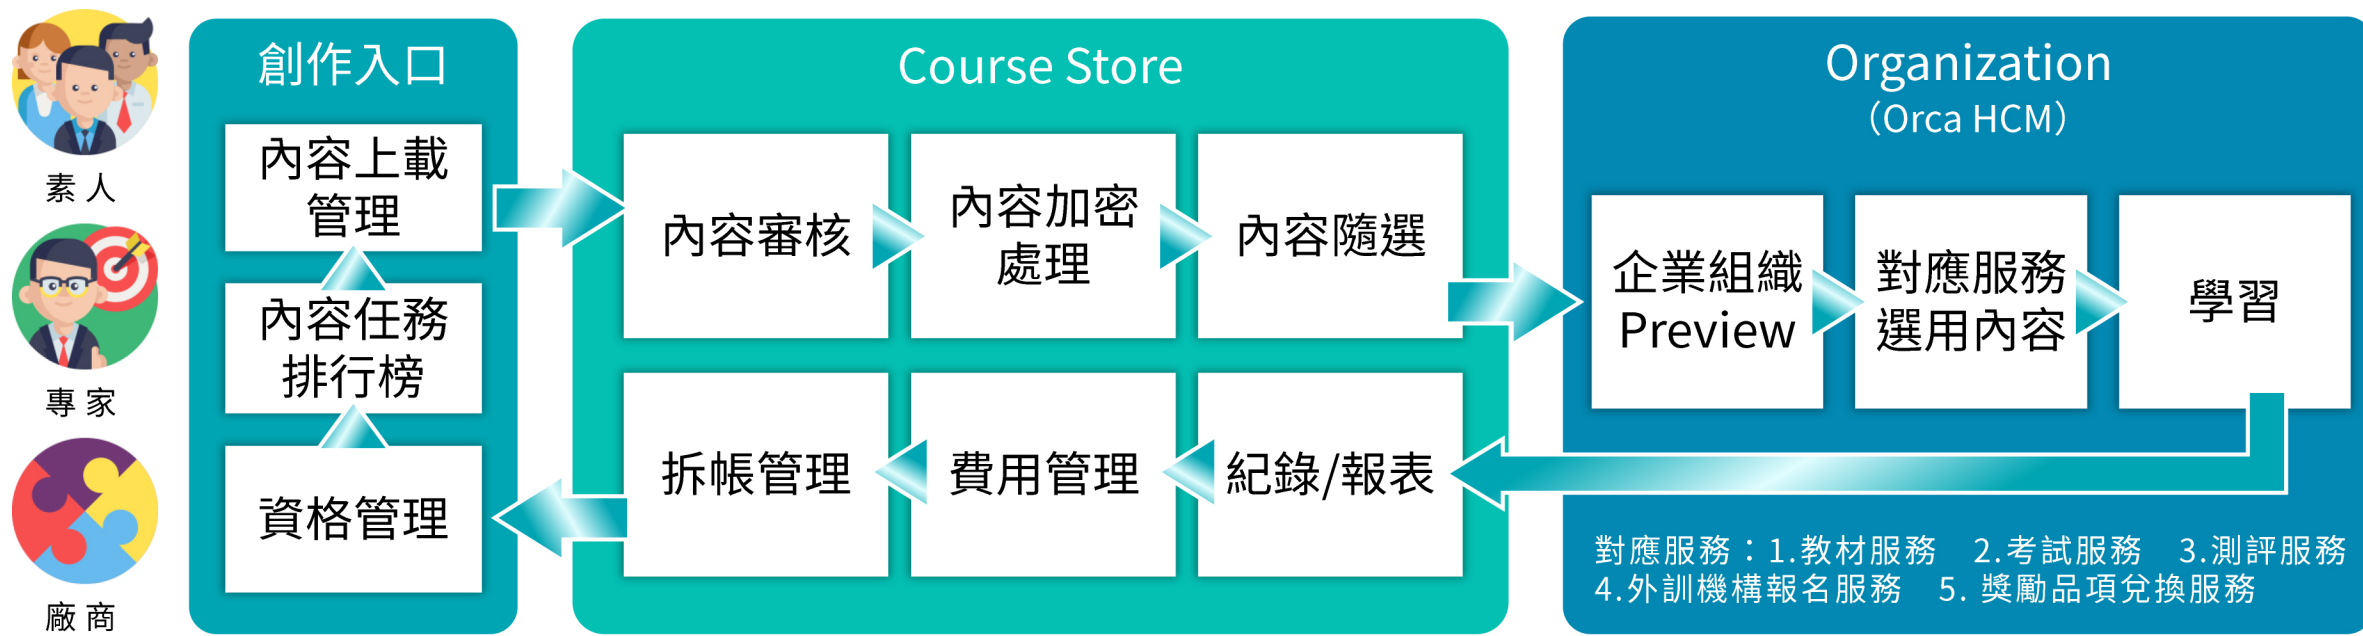 素人
專家
廠商
創作入口
內容上載
管理
內容任務
排行榜
資格管理
Course Store
內容審核
內容加密
處理
內容隨選
拆帳管理
費用管理
紀錄/報表
Organization
（Orca HCM）
企業組織
Preview
對應服務
選用內容
學習
對應服務：1.教材服務 2.考試服務 3.測評服務
4.外訓機構報名服務 5. 獎勵品項兌換服務